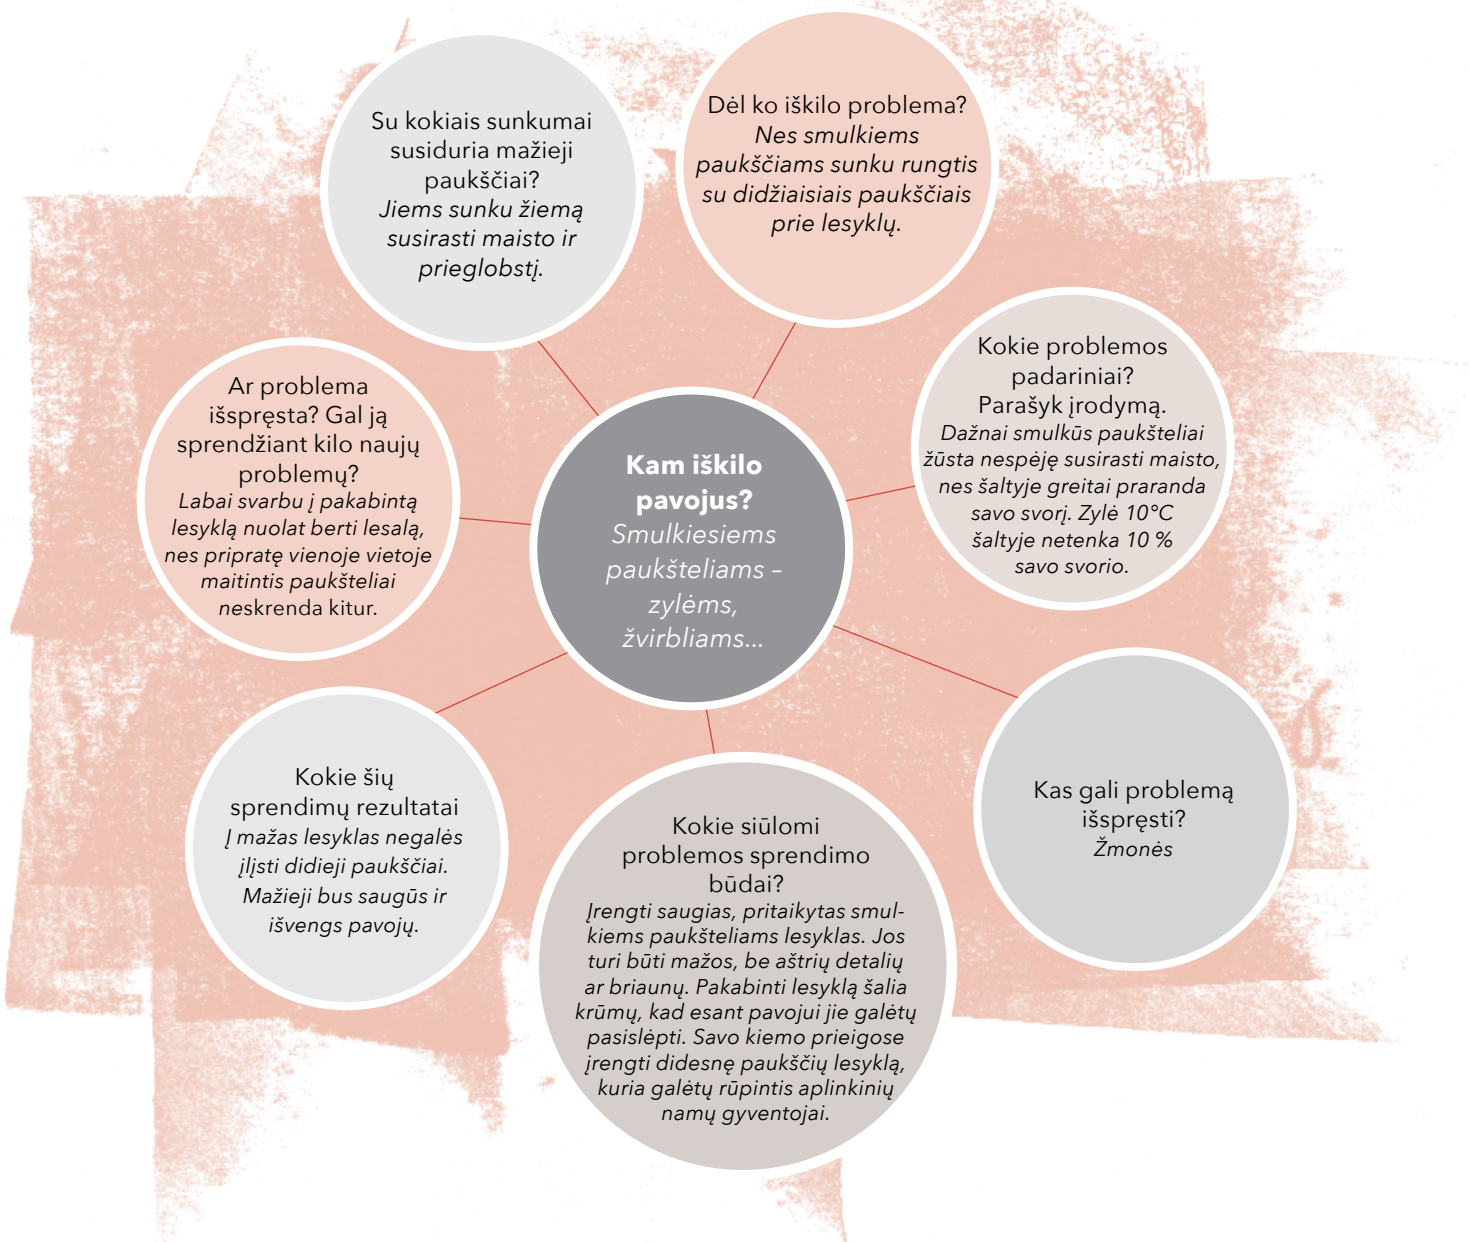 Su kokiais sunkumai
susiduria mažieji
paukščiai?
Jiems sunku žiemą
susirasti maisto ir
prieglobstį.
Dėl ko iškilo problema?
Nes smulkiems
paukščiams sunku rungtis
su didžiaisiais paukščiais
prie lesyklų.
Kokie problemos
padariniai?
Parašyk įrodymą.
Dažnai smulkūs paukšteliai
žūsta nespėję susirasti maisto,
nes šaltyje greitai praranda
savo svorį. Zylė 10°C
šaltyje netenka 10 %
savo svorio.
Ar problema
išspręsta? Gal ją
sprendžiant kilo naujų
problemų?
Labai svarbu į pakabintą
lesyklą nuolat berti lesalą,
nes pripratę vienoje vietoje
maitintis paukšteliai
neskrenda kitur.
Kam iškilo
pavojus?
Smulkiesiems
paukšteliams –
zylėms,
žvirbliams...
Kas gali problemą
išspręsti?
Žmonės
Kokie šių
sprendimų rezultatai
Į mažas lesyklas negalės
įlįsti didieji paukščiai.
Mažieji bus saugūs ir
išvengs pavojų.
Kokie siūlomi
problemos sprendimo
būdai?
Įrengti saugias, pritaikytas smul-
kiems paukšteliams lesyklas. Jos
turi būti mažos, be aštrių detalių
ar briaunų. Pakabinti lesyklą šalia
krūmų, kad esant pavojui jie galėtų
pasislėpti. Savo kiemo prieigose
įrengti didesnę paukščių lesyklą,
kuria galėtų rūpintis aplinkinių
namų gyventojai.